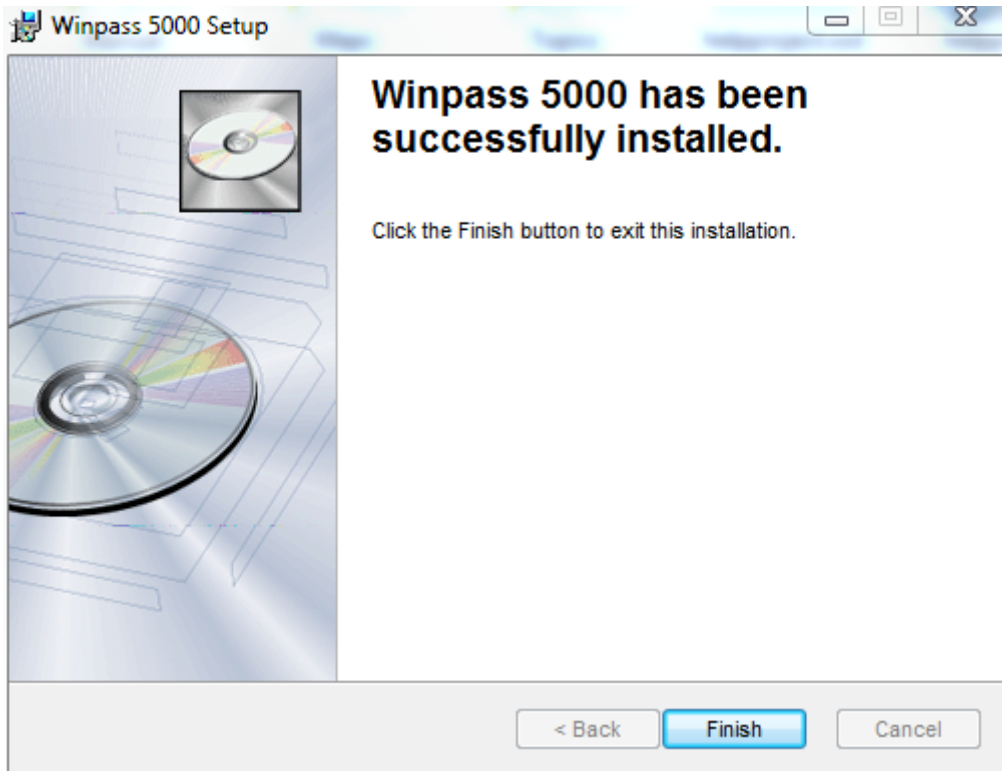 Winpass 5000 Setup
Winpass 5000 has been
successfully installed.
Click the Finish button to exit this installation.
< Back
Finish
Cancel